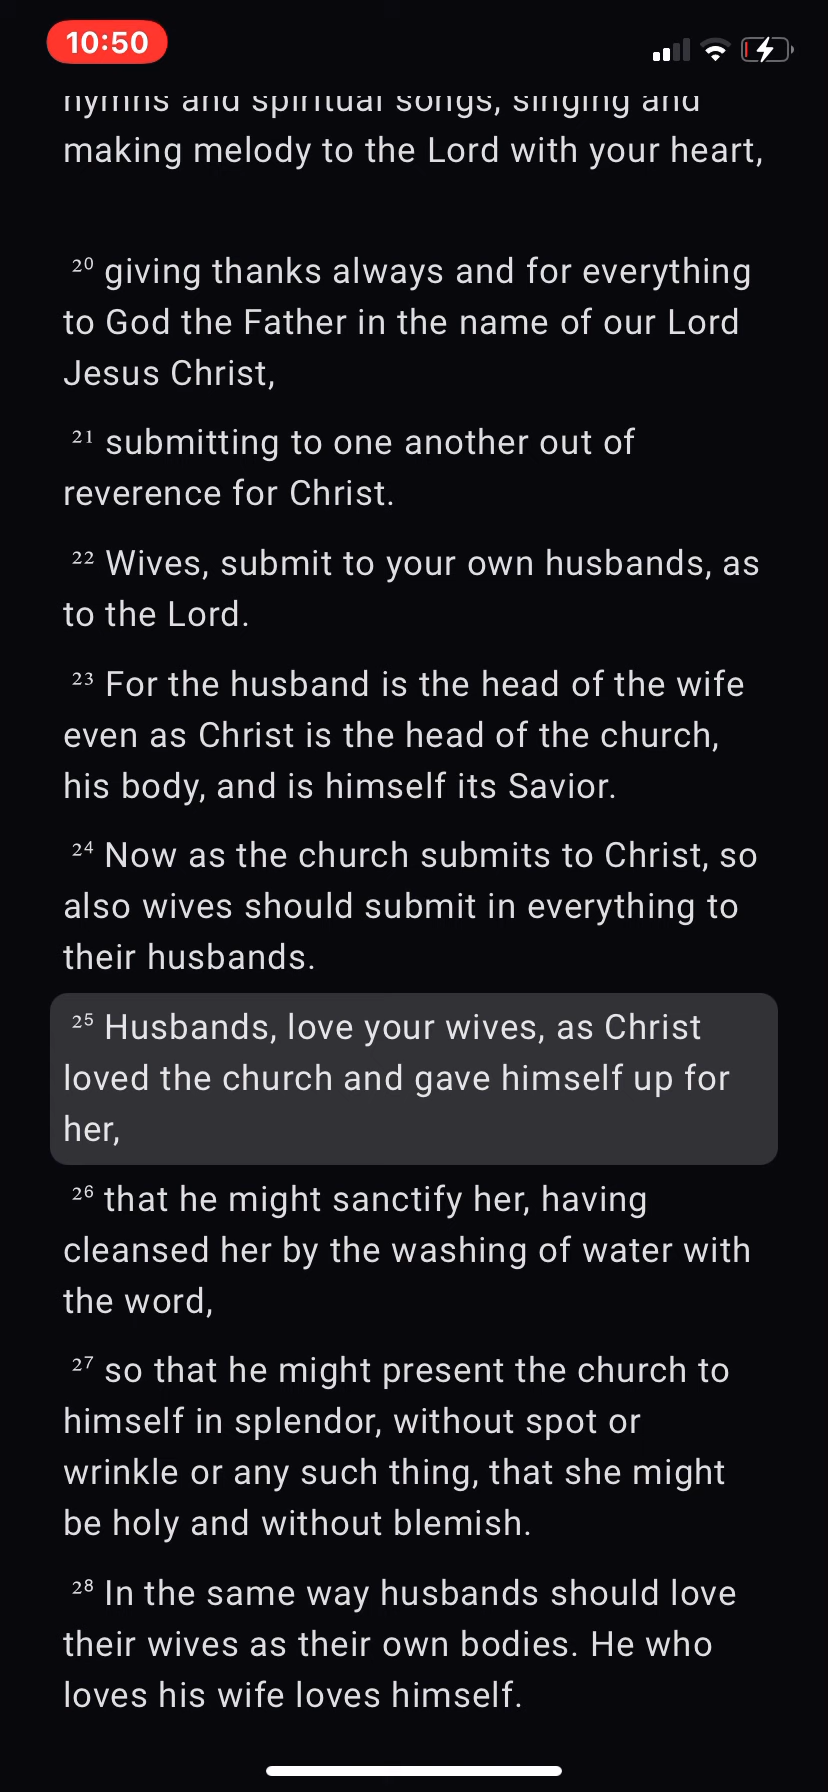 10:50
hymns and spiritual songs, singing and
making melody to the Lord with your heart,
20 giving thanks always and for everything
to God the Father in the name of our Lord
Jesus Christ,
21 submitting to one another out of
reverence for Christ.
22 Wives, submit to your own husbands, as
to the Lord.
23 For the husband is the head of the wife
even as Christ is the head of the church,
his body, and is himself its Savior.
24 Now as the church submits to Christ, so
also wives should submit in everything to
their husbands.
25 Husbands, love your wives, as Christ
loved the church and gave himself up for
her,
26 that he might sanctify her, having
cleansed her by the washing of water with
the word,
27 so that he might present the church to
himself in splendor, without spot or
wrinkle or any such thing, that she might
be holy and without blemish.
28 In the same way husbands should love
their wives as their own bodies. He who
loves his wife loves himself.